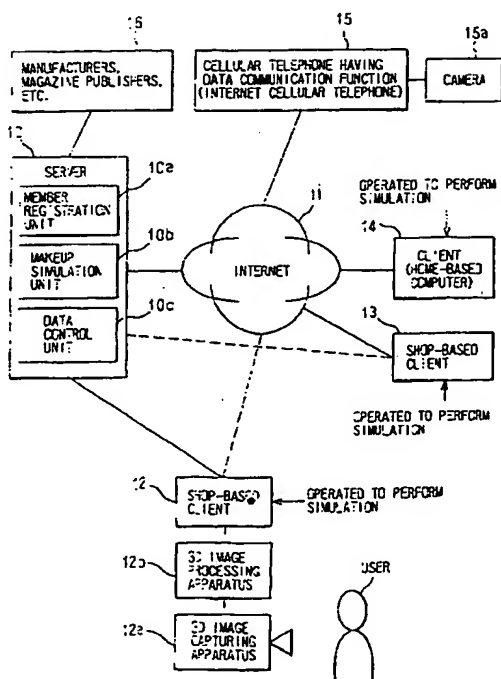 16
MANUFACTURERS,
MAGAZINE PUBLISHERS,
ETC.
15
CELLULAR TELEPHONE HAVING
DATA COMMUNICATION FUNCTION
(INTERNET CELLULAR TELEPHONE)
15a
CAMERA
10
SERVER
10a
MEMBER
REGISTRATION
UNIT
10b
MAKEUP
SIMULATION
UNIT
10c
DATA
CONTROL
UNIT
11
INTERNET
OPERATED TO PERFORM
SIMULATION
14
CLIENT
(HOME-BASED
COMPUTER)
13
SHOP-BASED
CLIENT
OPERATED TO PERFORM
SIMULATION
12
SHOP-BASED
CLIENT
OPERATED TO PERFORM
SIMULATION
12b
3D IMAGE
PROCESSING
APPARATUS
12a
3D IMAGE
CAPTURING
APPARATUS
USER